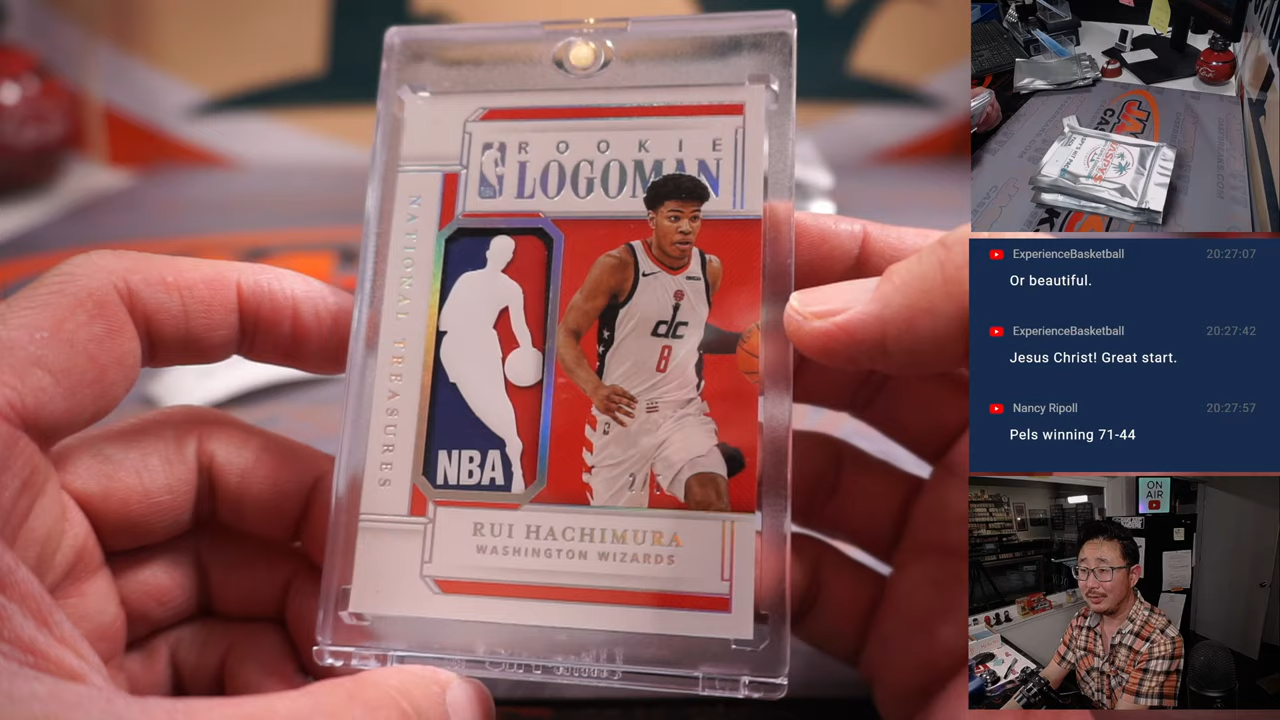 ROOKIE
LOGOMAN
NATIONAL TREASURES
NBA
dc
8
RUI HACHIMURA
WASHINGTON WIZARDS
ExperienceBasketball 20:27:07
Or beautiful.
ExperienceBasketball 20:27:42
Jesus Christ! Great start.
Nancy Ripoll 20:27:57
Pels winning 71-44
ON
AIR